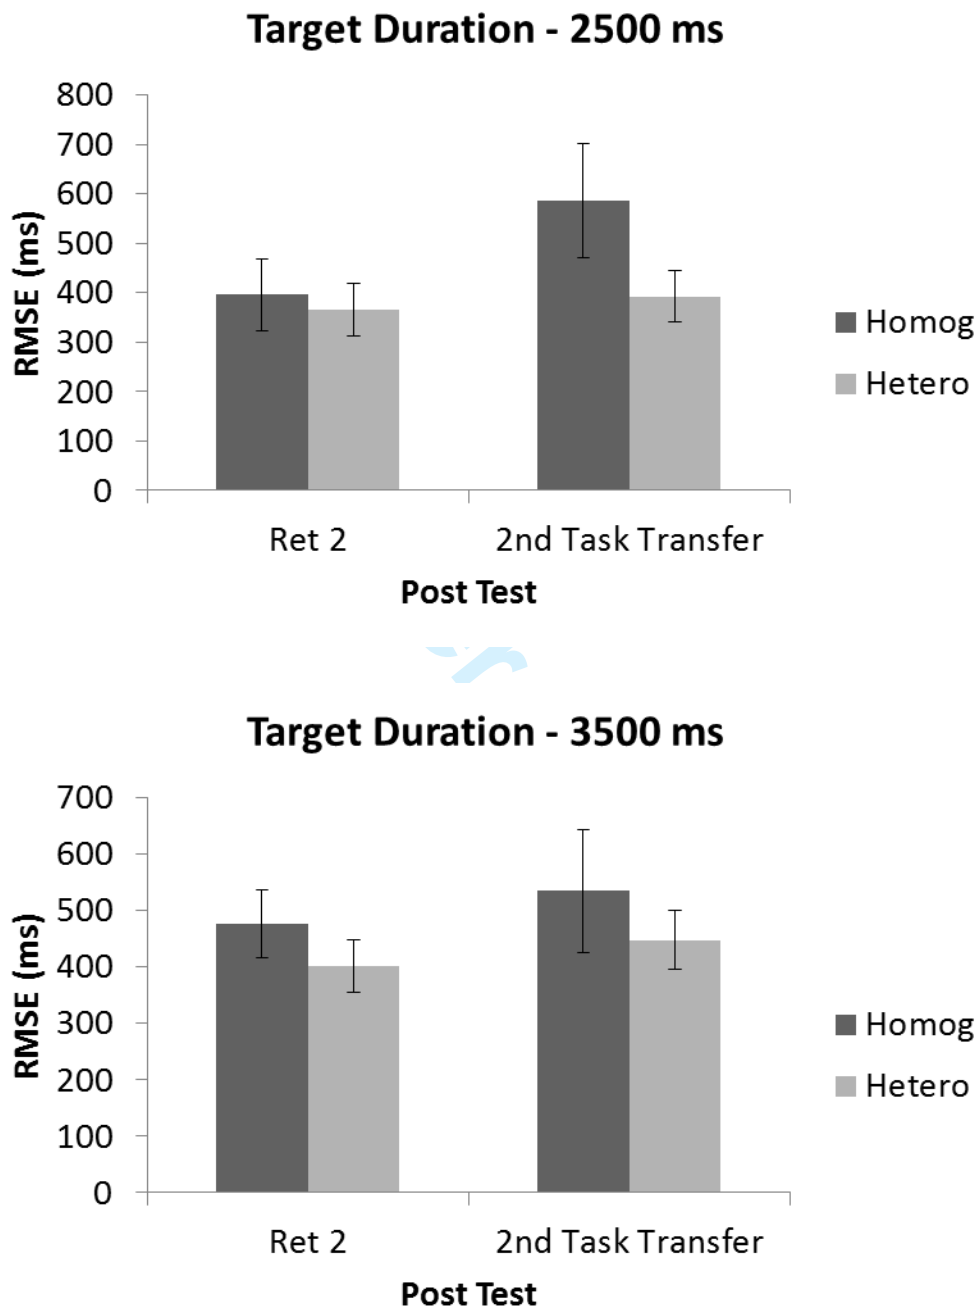 Target Duration - 2500 ms
800
700
600
500
400
300
200
100
0
RMSE (ms)
Homog
Hetero
Ret 2
2nd Task Transfer
Post Test
Target Duration - 3500 ms
700
600
500
400
300
200
100
0
RMSE (ms)
Homog
Hetero
Ret 2
2nd Task Transfer
Post Test